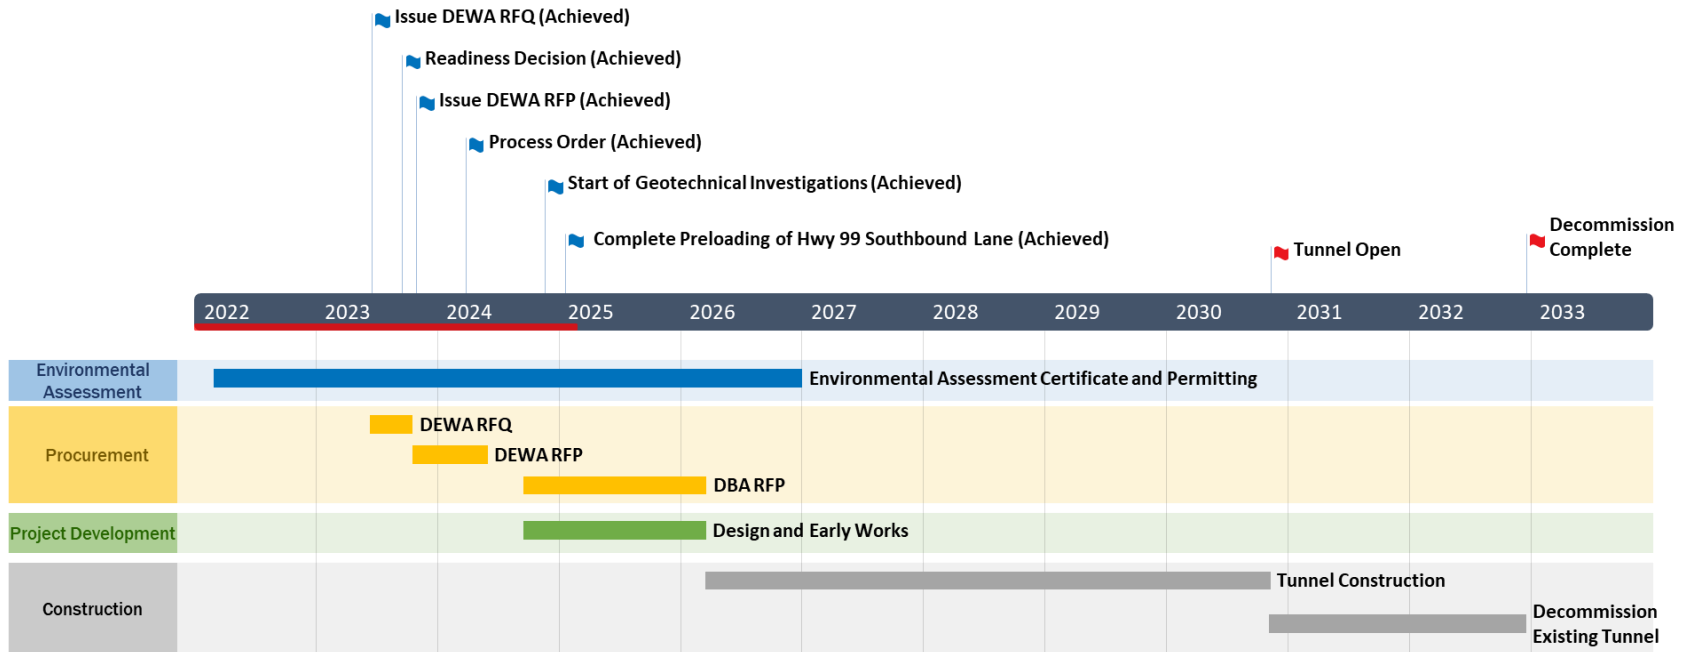 Issue DEWA RFQ (Achieved)
Readiness Decision (Achieved)
Issue DEWA RFP (Achieved)
Process Order (Achieved)
Start of Geotechnical Investigations (Achieved)
Complete Preloading of Hwy 99 Southbound Lane (Achieved)
Tunnel Open
Decommission
Complete
2022 2023 2024 2025 2026 2027 2028 2029 2030 2031 2032 2033
Environmental
Assessment
Environmental Assessment Certificate and Permitting
Procurement
DEWA RFQ
DEWA RFP
DBA RFP
Project Development
Design and Early Works
Construction
Tunnel Construction
Decommission
Existing Tunnel